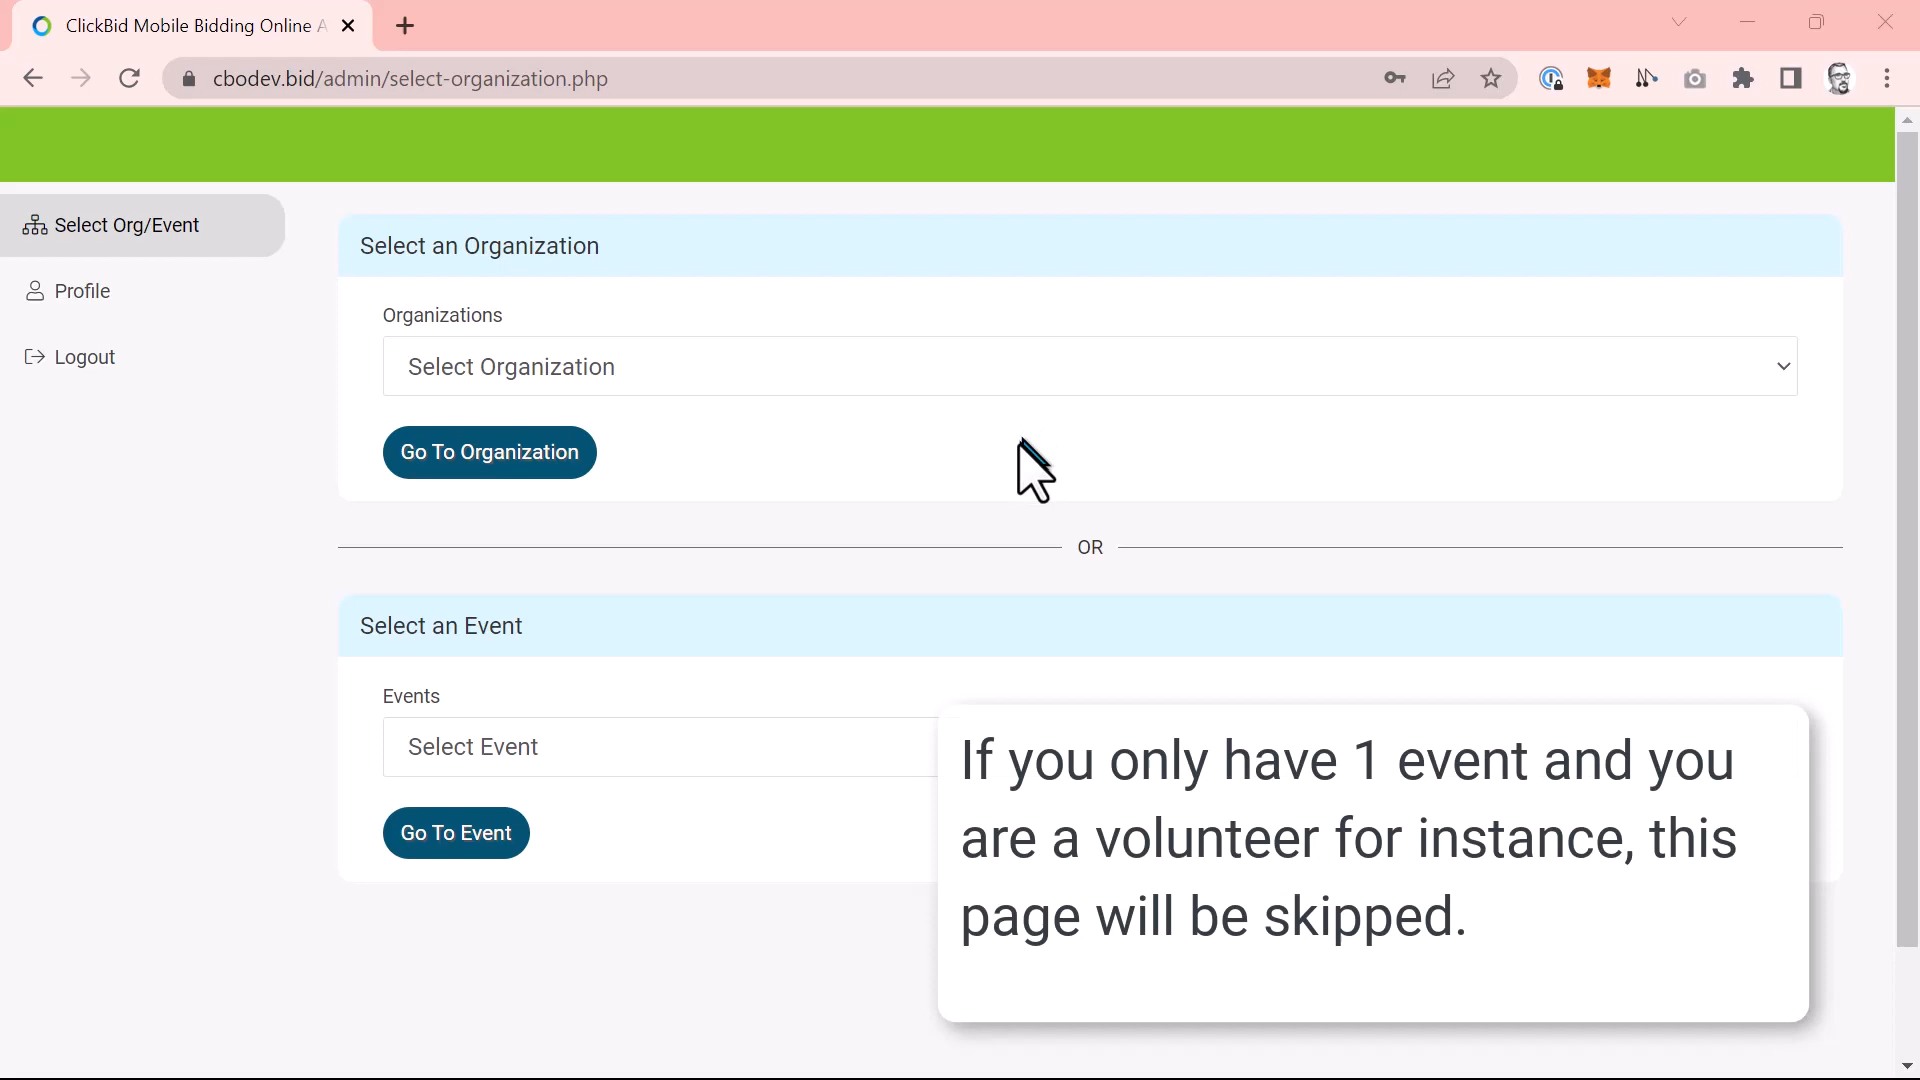 ClickBid Mobile Bidding Online A
cbodev.bid/admin/select-organization.php
Select Org/Event
Profile
Logout
Select an Organization
Organizations
Select Organization
Go To Organization
OR
Select an Event
Events
Select Event
Go To Event
If you only have 1 event and you
are a volunteer for instance, this
page will be skipped.